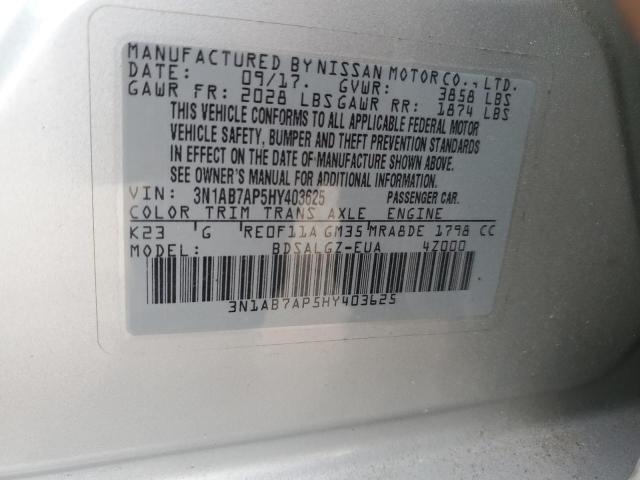 MANUFACTURED BY NISSAN MOTOR CO., LTD.
DATE: 09/17. GVWR: 3858 LBS
GAWR FR: 2028 LBS GAWR RR: 1874 LBS
THIS VEHICLE CONFORMS TO ALL APPLICABLE FEDERAL MOTOR
VEHICLE SAFETY, BUMPER AND THEFT PREVENTION STANDARDS
IN EFFECT ON THE DATE OF MANUFACTURE SHOWN ABOVE.
SEE OWNER'S MANUAL FOR ADDITIONAL INFORMATION
VIN: 3N1AB7AP5HY403625 PASSENGER CAR.
COLOR TRIM TRANS AXLE ENGINE
K23 G RE0F11A GM35 MRA8DE 1798 CC
MODEL: BDSALGZ-EUA 4Z000
3N1AB7AP5HY403625